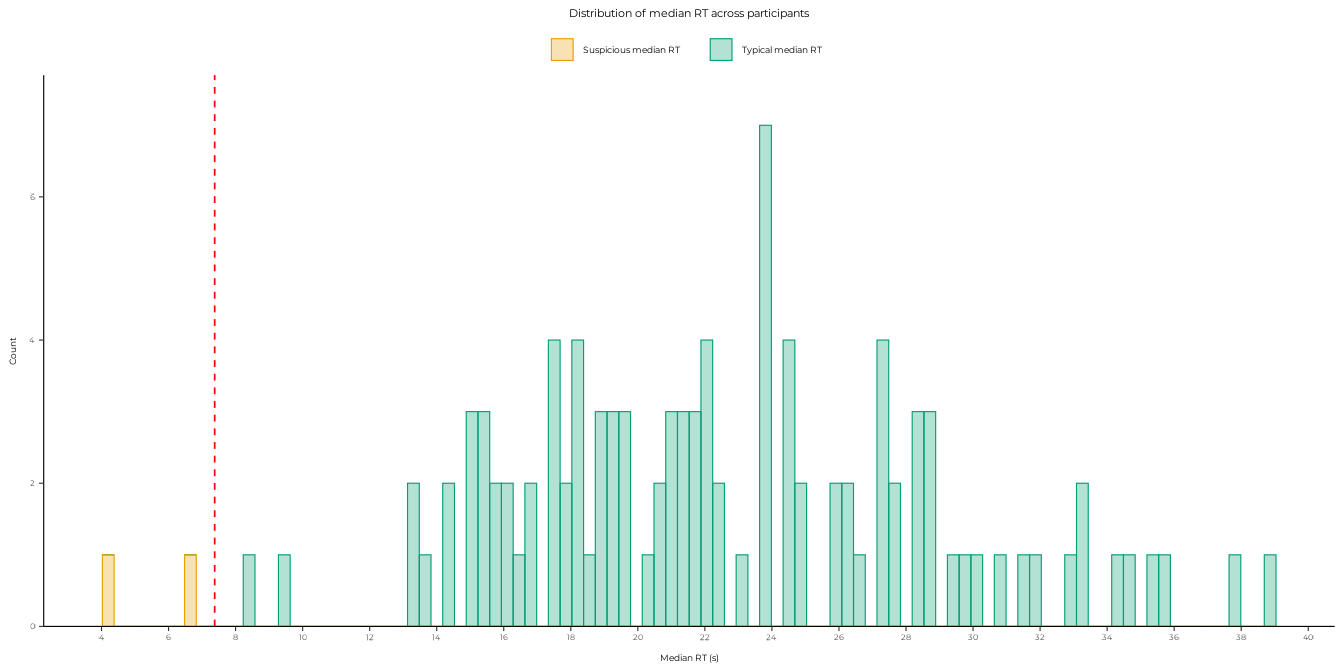 Distribution of median RT across participants
Suspicious median RT
Typical median RT
Count
6
4
2
0
4 6 8 10 12 14 16 18 20 22 24 26 28 30 32 34 36 38 40
Median RT (s)